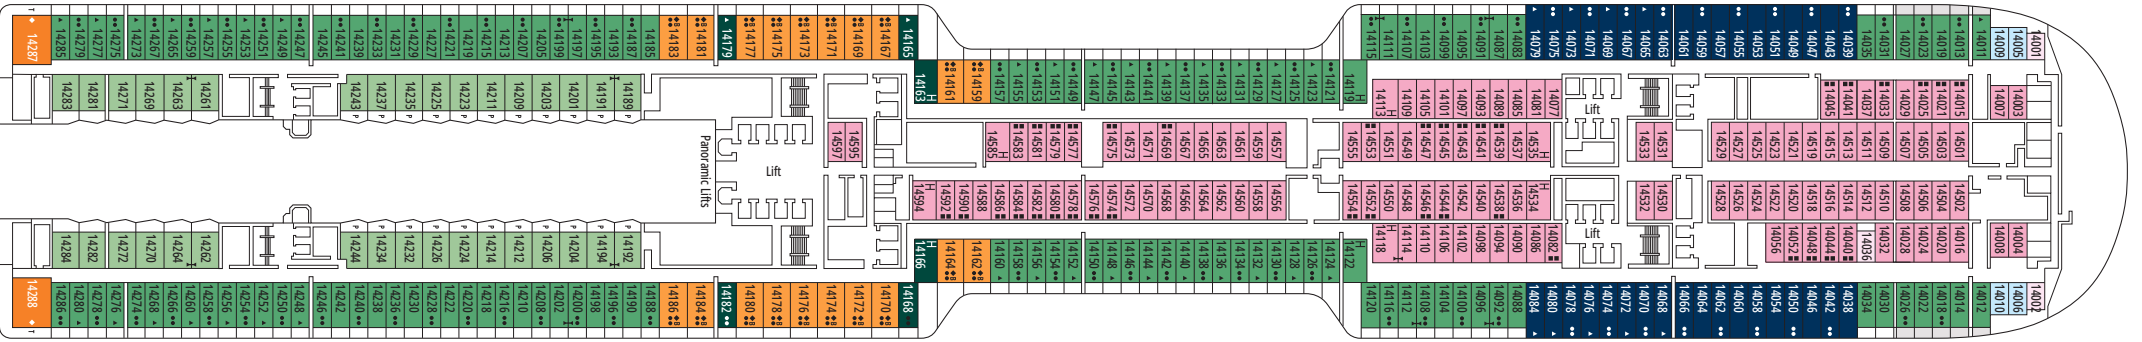 14287 14285 14279 14277 14275 14273 14267 14265 14259 14257 14255 14253 14251 14249 14247 14245 14241 14239 14233 14231 14229 14227 14221 14217 14215 14213 14207 14205 14199 14197 14195 14193 14187 14185 14183 14181 14179 14177 14175 14173 14171 14169 14167 14165
14115 14111 14107 14103 14099 14095 14091 14087 14083 14079 14075 14073 14071 14069 14067 14065 14063 14061 14059 14057 14055 14053 14051 14049 14047 14043 14039 14035 14031 14027 14023 14019 14013 14011 14009 14005 14001
14283 14281 14271 14269 14263 14261 14243 14237 14235 14225 14223 14211 14209 14203 14201 14191 14189
P P P P P P P P P P P
14163 H 14161 14159 14157 14155 14153 14151 14149 14147 14145 14143 14141 14139 14137 14135 14133 14131 14129 14127 14125 14123 14121 14119 H
14113 H 14109 14105 14101 14097 14093 14089 14085 14081 14077 Lift 14045 14041 14037 14033 14029 14025 14021 14015 14007 14003
14597 14595 14585 H 14583 14581 14579 14577 14575 14573 14571 14569 14567 14565 14563 14561 14559 14557 14555 14553 14551 14549 14547 14545 14543 14541 14539 14537 14535 H 14533 14531 14529 14527 14525 14523 14521 14519 14515 14513 14511 14509 14507 14505 14503 14501
Panoramic Lifts
Lift
14594 H 14592 14590 14588 14586 14584 14582 14580 14578 14576 14574 14572 14570 14568 14566 14564 14562 14560 14558 14556 14554 14552 14550 14548 14546 14544 14542 14540 14538 14536 14534 H 14532 14530 14528 14526 14524 14522 14520 14518 14516 14514 14512 14510 14508 14506 14504 14502
P P P P P P P P P P P
14284 14282 14272 14270 14264 14262 14244 14234 14232 14226 14224 14214 14212 14206 14204 14194 14192
14166 H 14164 14162 14160 14158 14156 14154 14152 14150 14148 14146 14144 14142 14140 14138 14136 14134 14132 14130 14128 14126 14124 14122 H
14118 H 14114 14110 14106 14102 14098 14094 14090 14086 14082 Lift 14056 14052 14048 14044 14040 14036 14032 14028 14024 14020 14016 14008 14004
14288 14286 14280 14278 14276 14274 14268 14266 14260 14258 14256 14254 14252 14250 14248 14246 14242 14240 14238 14236 14230 14228 14222 14220 14218 14216 14210 14208 14202 14200 14198 14196 14190 14188 14186 14184 14182 14180 14178 14176 14174 14172 14170 14168
14120 14116 14112 14108 14104 14100 14096 14092 14088 14084 14080 14078 14076 14074 14072 14070 14068 14066 14064 14062 14060 14058 14054 14050 14046 14042 14038 14034 14030 14026 14022 14018 14014 14012 14010 14006 14002